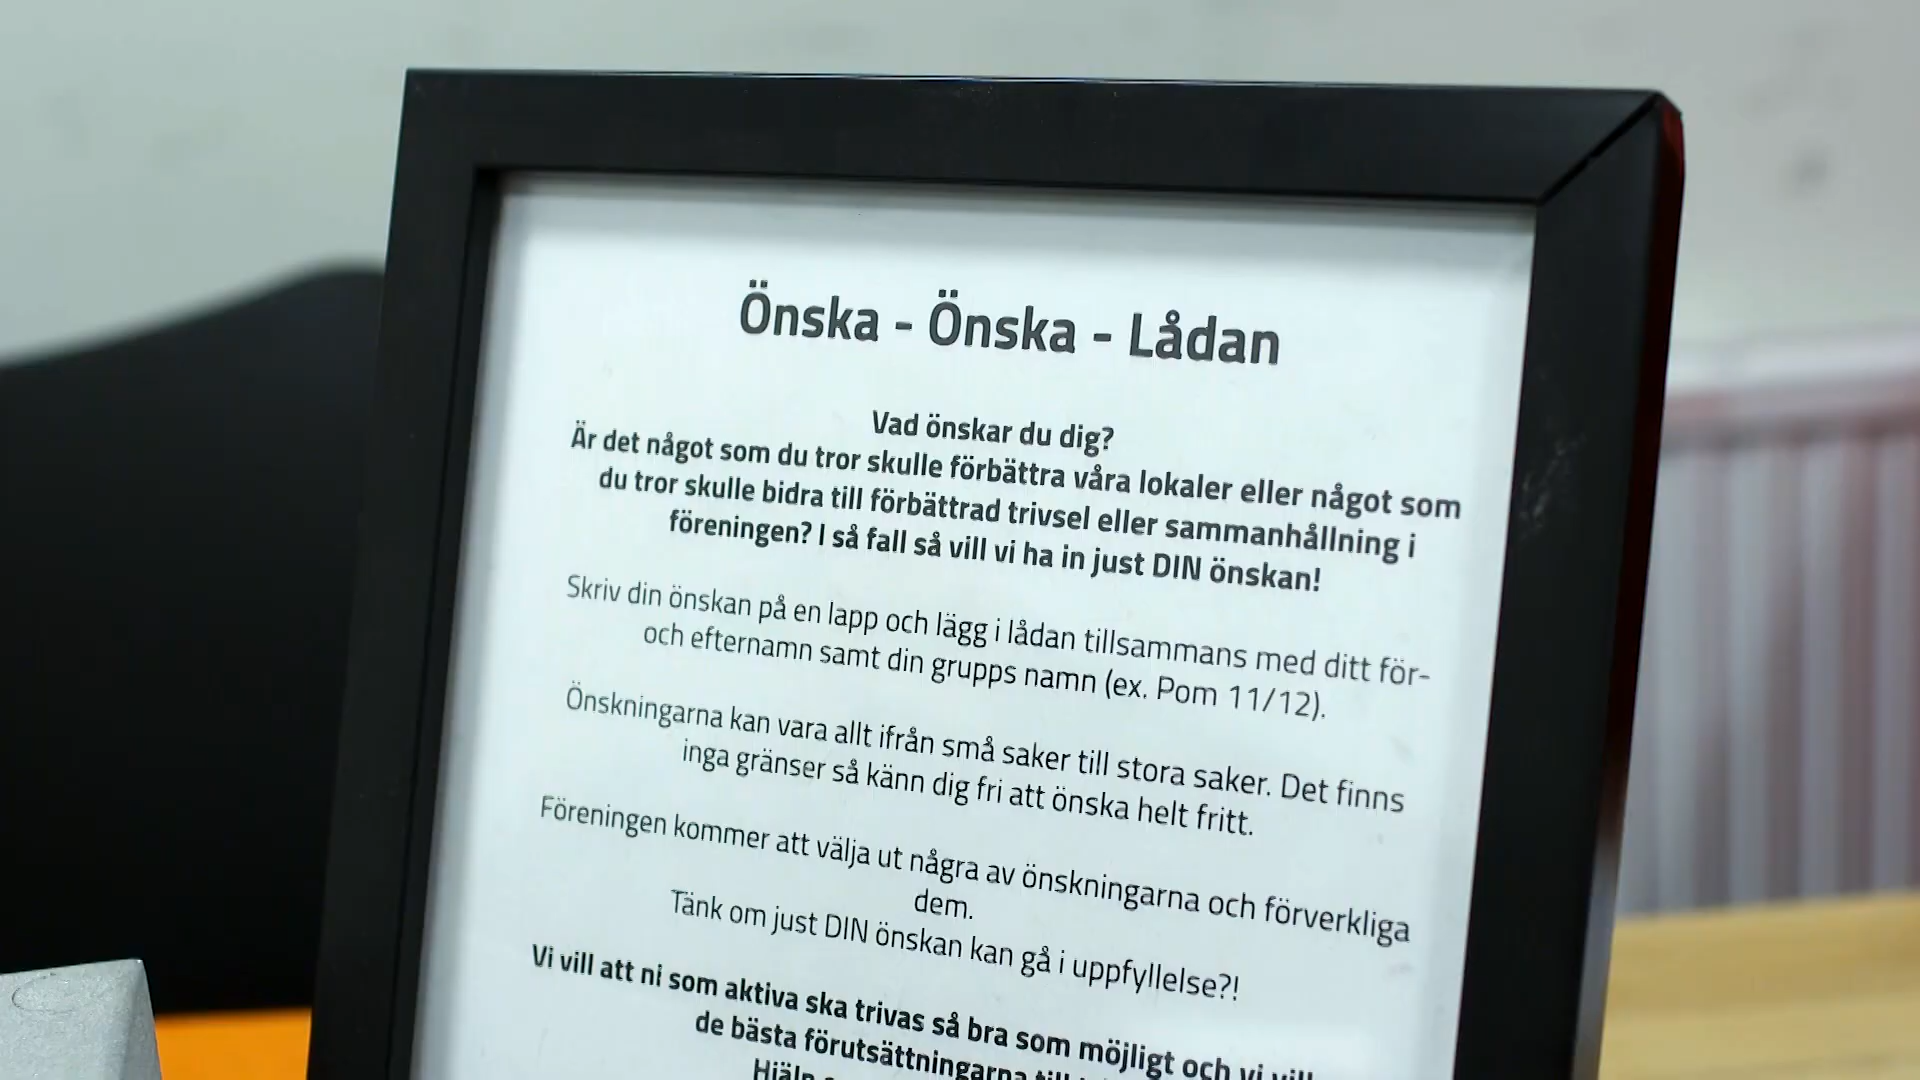 Önska - Önska - Lådan
Vad önskar du dig?
Är det något som du tror skulle förbättra våra lokaler eller något som
du tror skulle bidra till förbättrad trivsel eller sammanhållning i
föreningen? I så fall så vill vi ha in just DIN önskan!
Skriv din önskan på en lapp och lägg i lådan tillsammans med ditt för-
och efternamn samt din grupps namn (ex. Pom 11/12).
Önskningarna kan vara allt ifrån små saker till stora saker. Det finns
inga gränser så känn dig fri att önska helt fritt.
Föreningen kommer att välja ut några av önskningarna och förverkliga
dem.
Tänk om just DIN önskan kan gå i uppfyllelse?!
Vi vill att ni som aktiva ska trivas så bra som möjligt och vi vill
de bästa förutsättningarna till
Hjälp